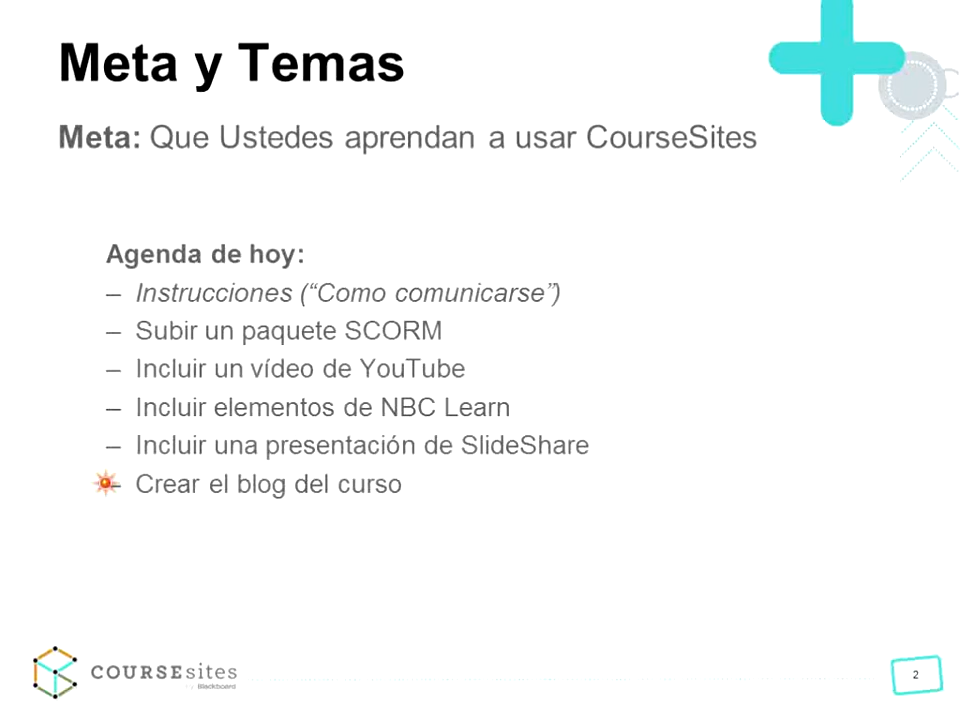 Meta y Temas
Meta: Que Ustedes aprendan a usar CourseSites
Agenda de hoy:
– Instrucciones (“Como comunicarse”)
– Subir un paquete SCORM
– Incluir un vídeo de YouTube
– Incluir elementos de NBC Learn
– Incluir una presentación de SlideShare
– Crear el blog del curso
COURSEsites
by Blackboard
2